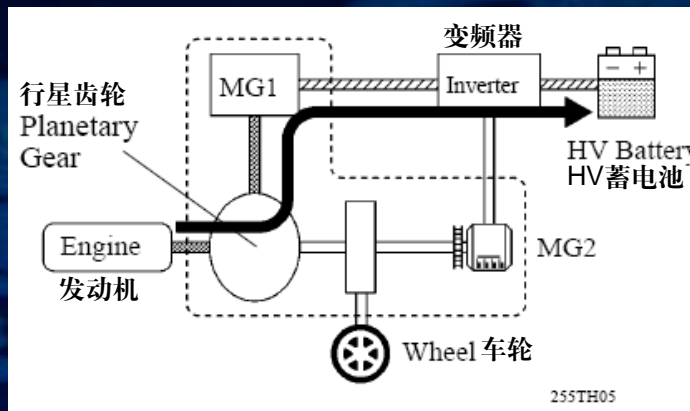 变频器
MG1
Inverter
− +
行星齿轮
Planetary
Gear
HV Battery
HV蓄电池
Engine
发动机
MG2
Wheel 车轮
255TH05